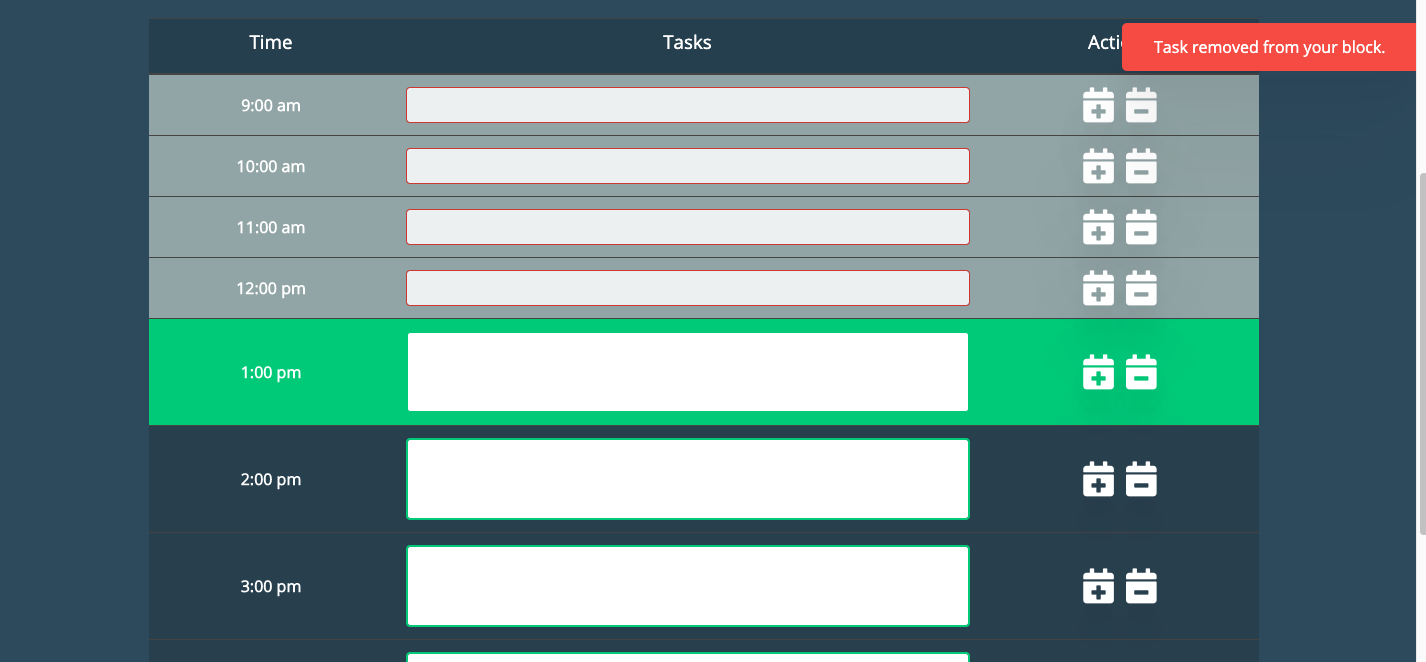 Time Tasks Acti
Task removed from your block.
9:00 am
10:00 am
11:00 am
12:00 pm
1:00 pm
2:00 pm
3:00 pm